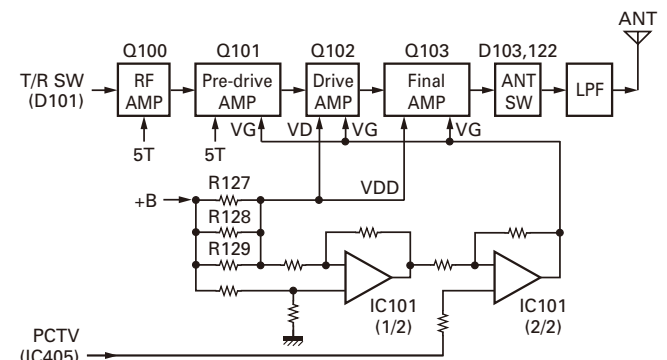 ANT
Q100
Q101
Q102
Q103
D103,122
T/R SW
(D101)
RF
AMP
Pre-drive
AMP
Drive
AMP
Final
AMP
ANT
SW
LPF
5T
5T
VG
VD
VG
VG
+B
R127
R128
R129
VDD
IC101
(1/2)
IC101
(2/2)
PCTV
(IC405)